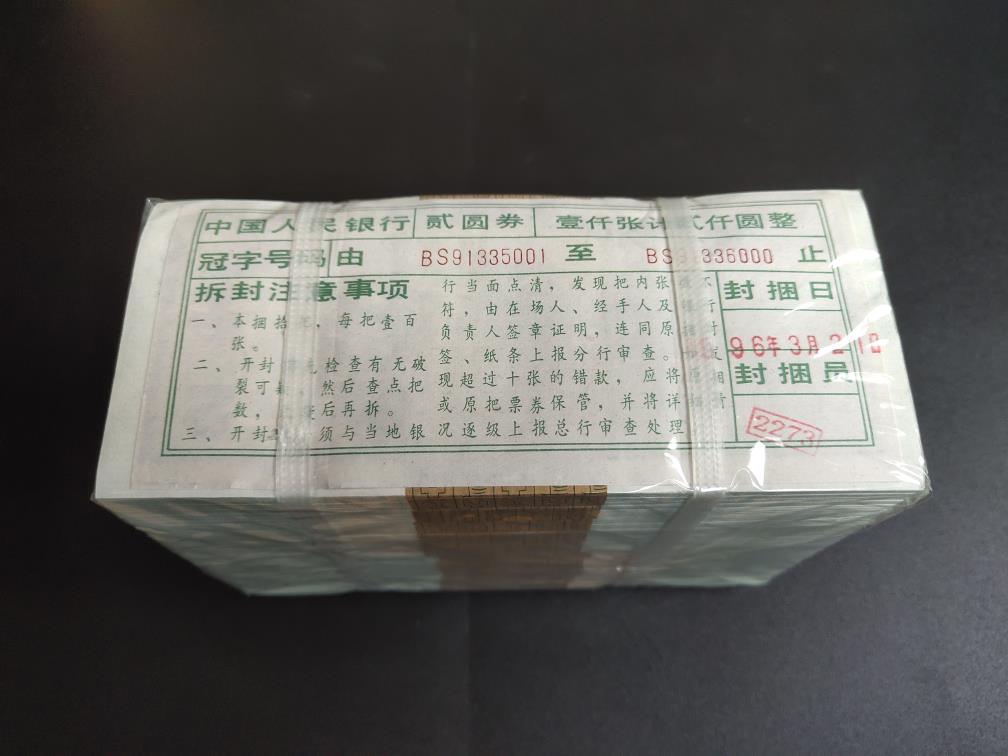 中国人民银行 贰圆券 壹仟张计贰仟圆整
冠字号码 由 BS91335001 至 BS91336000 止
拆封注意事项
一、本捆拾把，每把壹百
张。
二、开封 先检查有无破
裂可疑，然后查点把
数， 后再拆。
三、开封 须与当地银
行当面点清，发现把内张 不
符，由在场人、经手人及 行
负责人签章证明，连同原 封
签、纸条上报分行审查。 发
现超过十张的错款，应将原 相
或原把票券保管，并将详 情
况逐级上报总行审查处理
封捆日
96年3月2 日
封捆员
2273